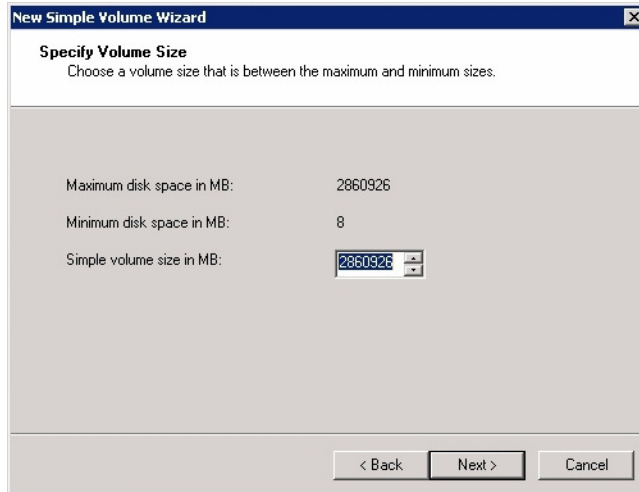 New Simple Volume Wizard
Specify Volume Size
Choose a volume size that is between the maximum and minimum sizes.
Maximum disk space in MB: 2860926
Minimum disk space in MB: 8
Simple volume size in MB: 2860926
< Back Next > Cancel